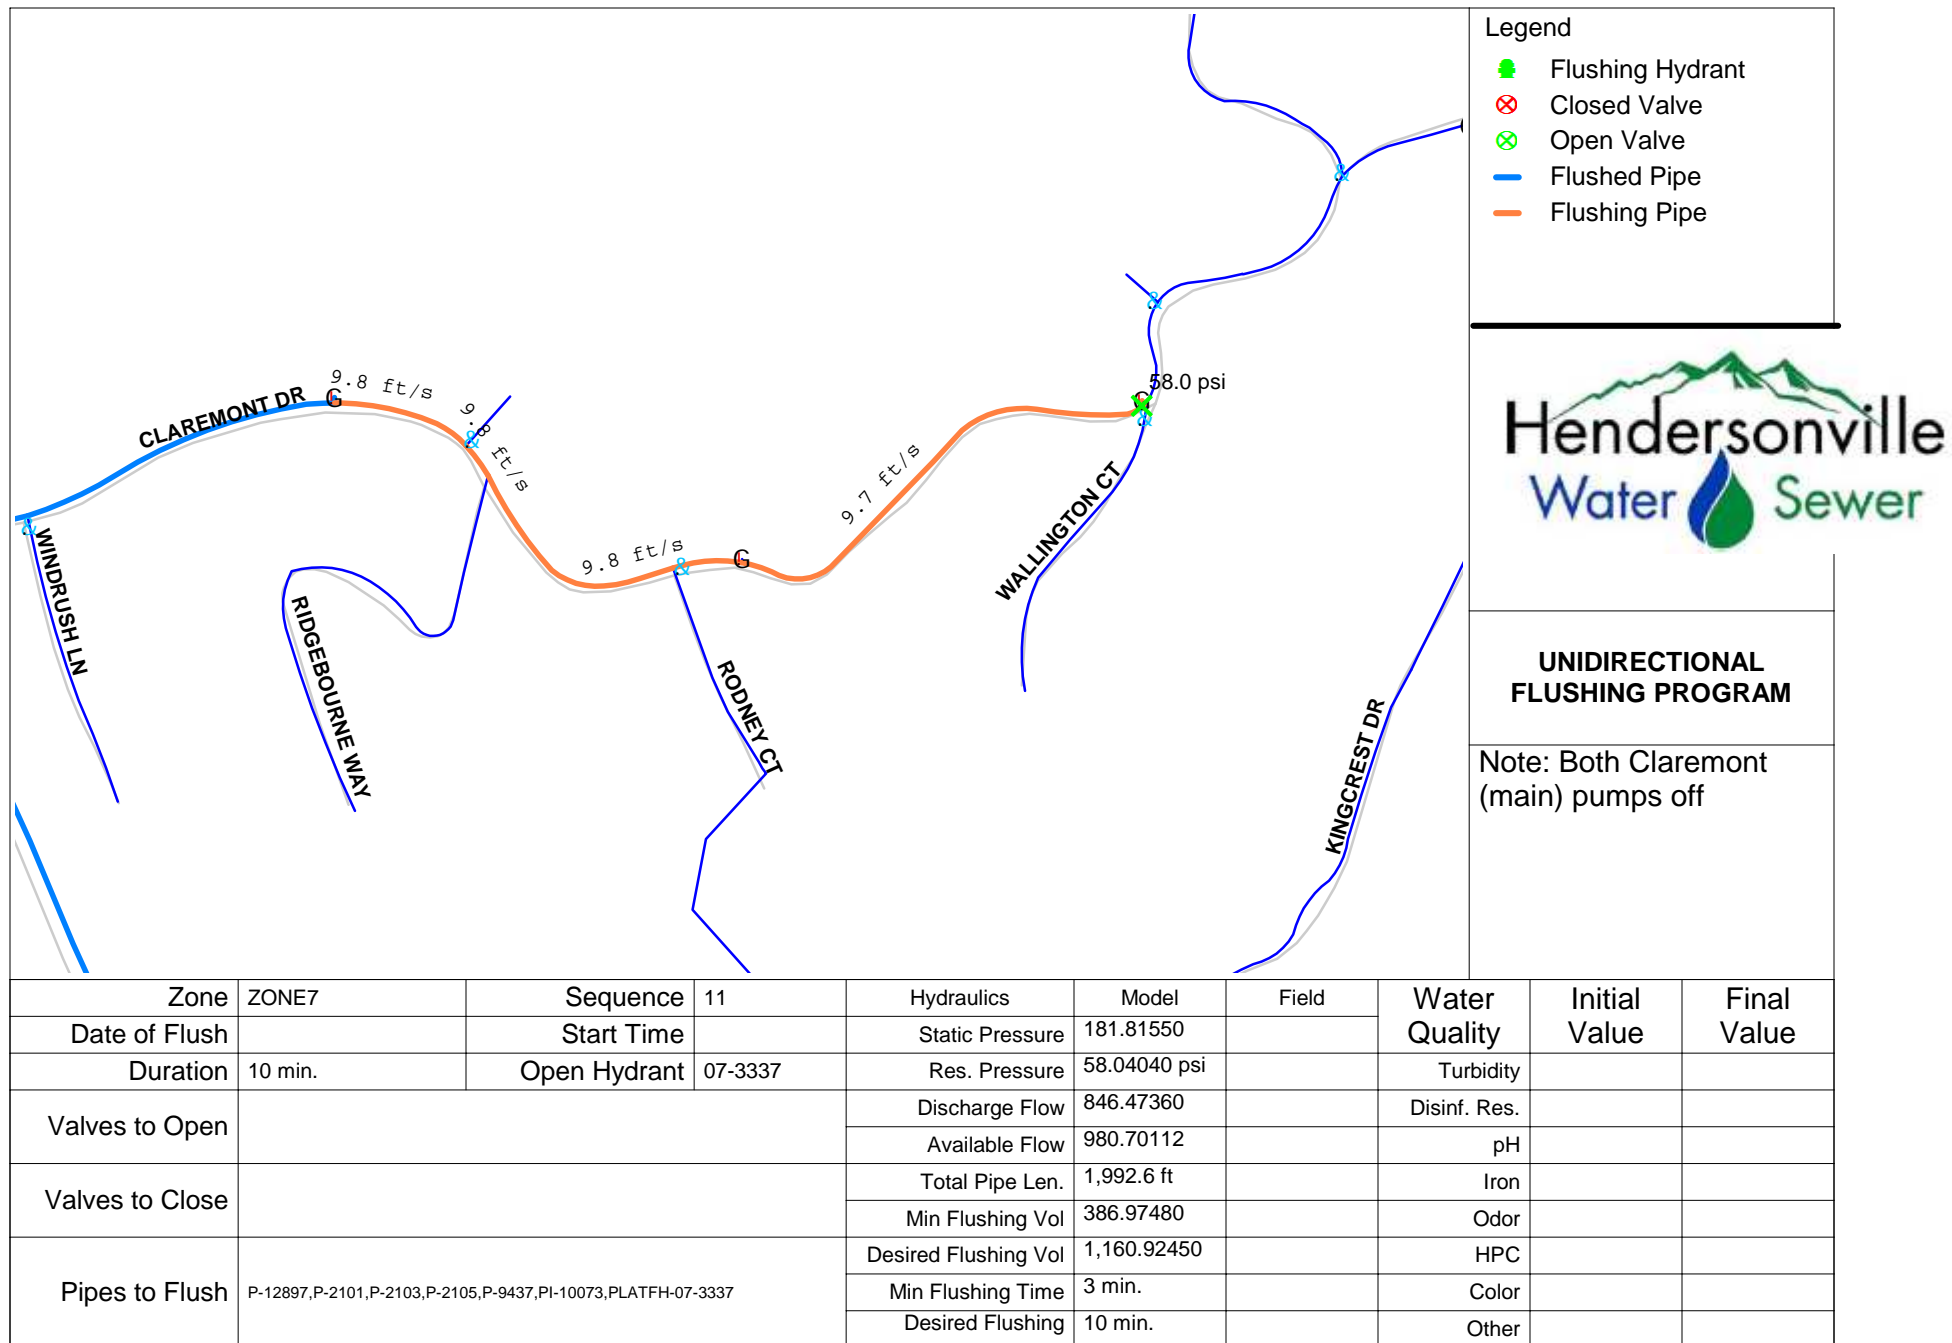 Legend
Flushing Hydrant
Closed Valve
Open Valve
Flushed Pipe
Flushing Pipe
9.8 ft/s
G
CLAREMONT DR
9.8 ft/s
&
&
WINDRUSH LN
RIDGEBOURNE WAY
9.8 ft/s
&
G
RODNEY CT
9.7 ft/s
58.0 psi
G
&
&
&
WALLINGTON CT
KINGCREST DR
Hendersonville
Water Sewer
UNIDIRECTIONAL
FLUSHING PROGRAM
Note: Both Claremont
(main) pumps off
Zone ZONE7 Sequence 11
Date of Flush Start Time
Duration 10 min. Open Hydrant 07-3337
Valves to Open
Valves to Close
Pipes to Flush P-12897,P-2101,P-2103,P-2105,P-9437,PI-10073,PLATFH-07-3337
Hydraulics Model Field
Static Pressure 181.81550
Res. Pressure 58.04040 psi
Discharge Flow 846.47360
Available Flow 980.70112
Total Pipe Len. 1,992.6 ft
Min Flushing Vol 386.97480
Desired Flushing Vol 1,160.92450
Min Flushing Time 3 min.
Desired Flushing 10 min.
Water Initial Final
Quality Value Value
Turbidity
Disinf. Res.
pH
Iron
Odor
HPC
Color
Other